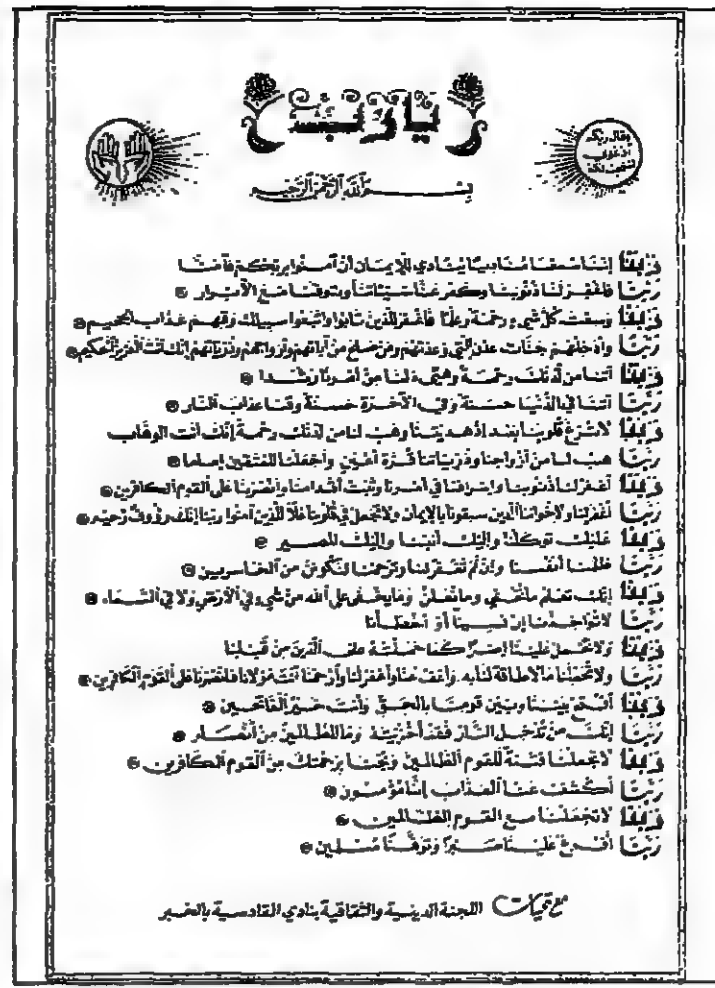 يا ربنا
وقال ربكم
ادعوني
استجب لكم
بسم الله الرحمن الرحيم
ربنا إننا سمعنا مناديا ينادي للإيمان أن آمنوا بربكم فآمنا
ربنا فاغفر لنا ذنوبنا وكفر عنا سيئاتنا وتوفنا مع الأبرار
ربنا وسعت كل شيء رحمة وعلما فاغفر للذين تابوا واتبعوا سبيلك وقهم عذاب الجحيم
ربنا وأدخلهم جنات عدن التي وعدتهم ومن صلح من آبائهم وأزواجهم وذرياتهم إنك أنت العزيز الحكيم
ربنا آتنا من لدنك رحمة وهيئ لنا من أمرنا رشدا
ربنا آتنا في الدنيا حسنة وفي الآخرة حسنة وقنا عذاب النار
ربنا لا تزغ قلوبنا بعد إذ هديتنا وهب لنا من لدنك رحمة إنك أنت الوهاب
ربنا هب لنا من أزواجنا وذرياتنا قرة أعين واجعلنا للمتقين إماما
ربنا اغفر لنا ذنوبنا وإسرافنا في أمرنا وثبت أقدامنا وانصرنا على القوم الكافرين
ربنا اغفر لنا ولإخواننا الذين سبقونا بالإيمان ولا تجعل في قلوبنا غلا للذين آمنوا ربنا إنك رؤوف رحيم
ربنا عليك توكلنا وإليك أنبنا وإليك المصير
ربنا ظلمنا أنفسنا وإن لم تغفر لنا وترحمنا لنكونن من الخاسرين
ربنا إنك تعلم ما نخفي وما نعلن وما يخفى على الله من شيء في الأرض ولا في السماء
ربنا لا تؤاخذنا إن نسينا أو أخطأنا
ربنا ولا تحمل علينا إصرا كما حملته على الذين من قبلنا
ربنا ولا تحملنا ما لا طاقة لنا به واعف عنا واغفر لنا وارحمنا أنت مولانا فانصرنا على القوم الكافرين
ربنا افتح بيننا وبين قومنا بالحق وأنت خير الفاتحين
ربنا إنك من تدخل النار فقد أخزيته وما للظالمين من أنصار
ربنا لا تجعلنا فتنة للقوم الظالمين ونجنا برحمتك من القوم الكافرين
ربنا اكشف عنا العذاب إنا مؤمنون
ربنا لا تجعلنا مع القوم الظالمين
ربنا أفرغ علينا صبرا وتوفنا مسلمين
مع تحيات اللجنة الدينية والثقافية بنادي القادسية بالخبر